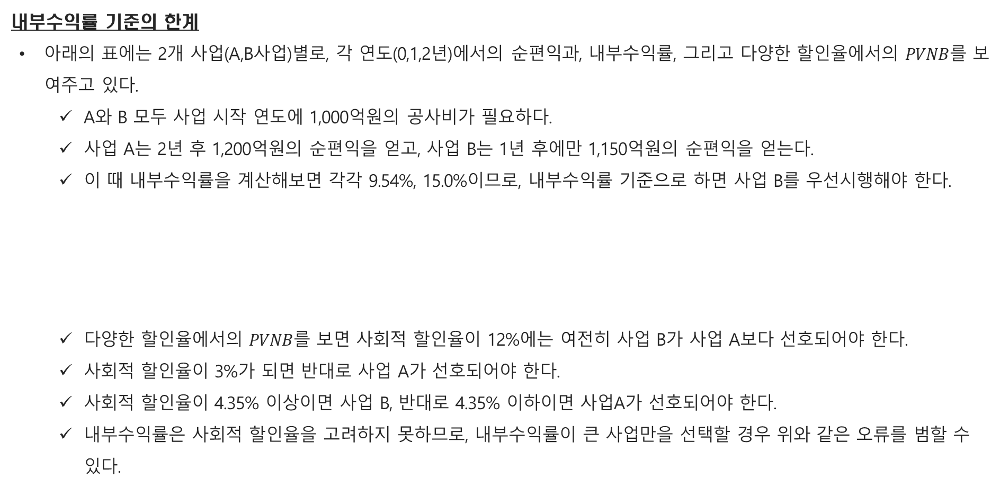 내부수익률 기준의 한계
• 아래의 표에는 2개 사업(A,B사업)별로, 각 연도(0,1,2년)에서의 순편익과, 내부수익률, 그리고 다양한 할인율에서의 PVNB를 보
여주고 있다.
✓ A와 B 모두 사업 시작 연도에 1,000억원의 공사비가 필요하다.
✓ 사업 A는 2년 후 1,200억원의 순편익을 얻고, 사업 B는 1년 후에만 1,150억원의 순편익을 얻는다.
✓ 이 때 내부수익률을 계산해보면 각각 9.54%, 15.0%이므로, 내부수익률 기준으로 하면 사업 B를 우선시행해야 한다.
✓ 다양한 할인율에서의 PVNB를 보면 사회적 할인율이 12%에는 여전히 사업 B가 사업 A보다 선호되어야 한다.
✓ 사회적 할인율이 3%가 되면 반대로 사업 A가 선호되어야 한다.
✓ 사회적 할인율이 4.35% 이상이면 사업 B, 반대로 4.35% 이하이면 사업A가 선호되어야 한다.
✓ 내부수익률은 사회적 할인율을 고려하지 못하므로, 내부수익률이 큰 사업만을 선택할 경우 위와 같은 오류를 범할 수
있다.